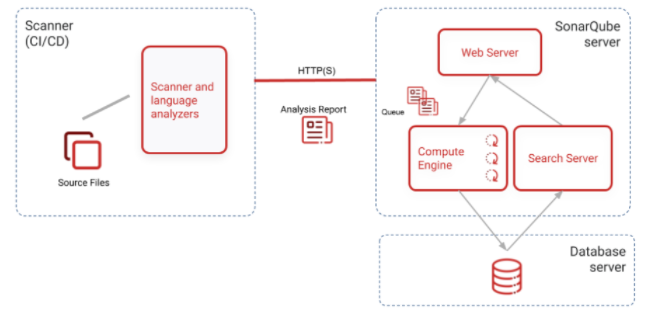 Scanner
(CI/CD)
Scanner and
language
analyzers
Source Files
HTTP(S)
Analysis Report
SonarQube
server
Web Server
Queue
Compute
Engine
Search Server
Database
server